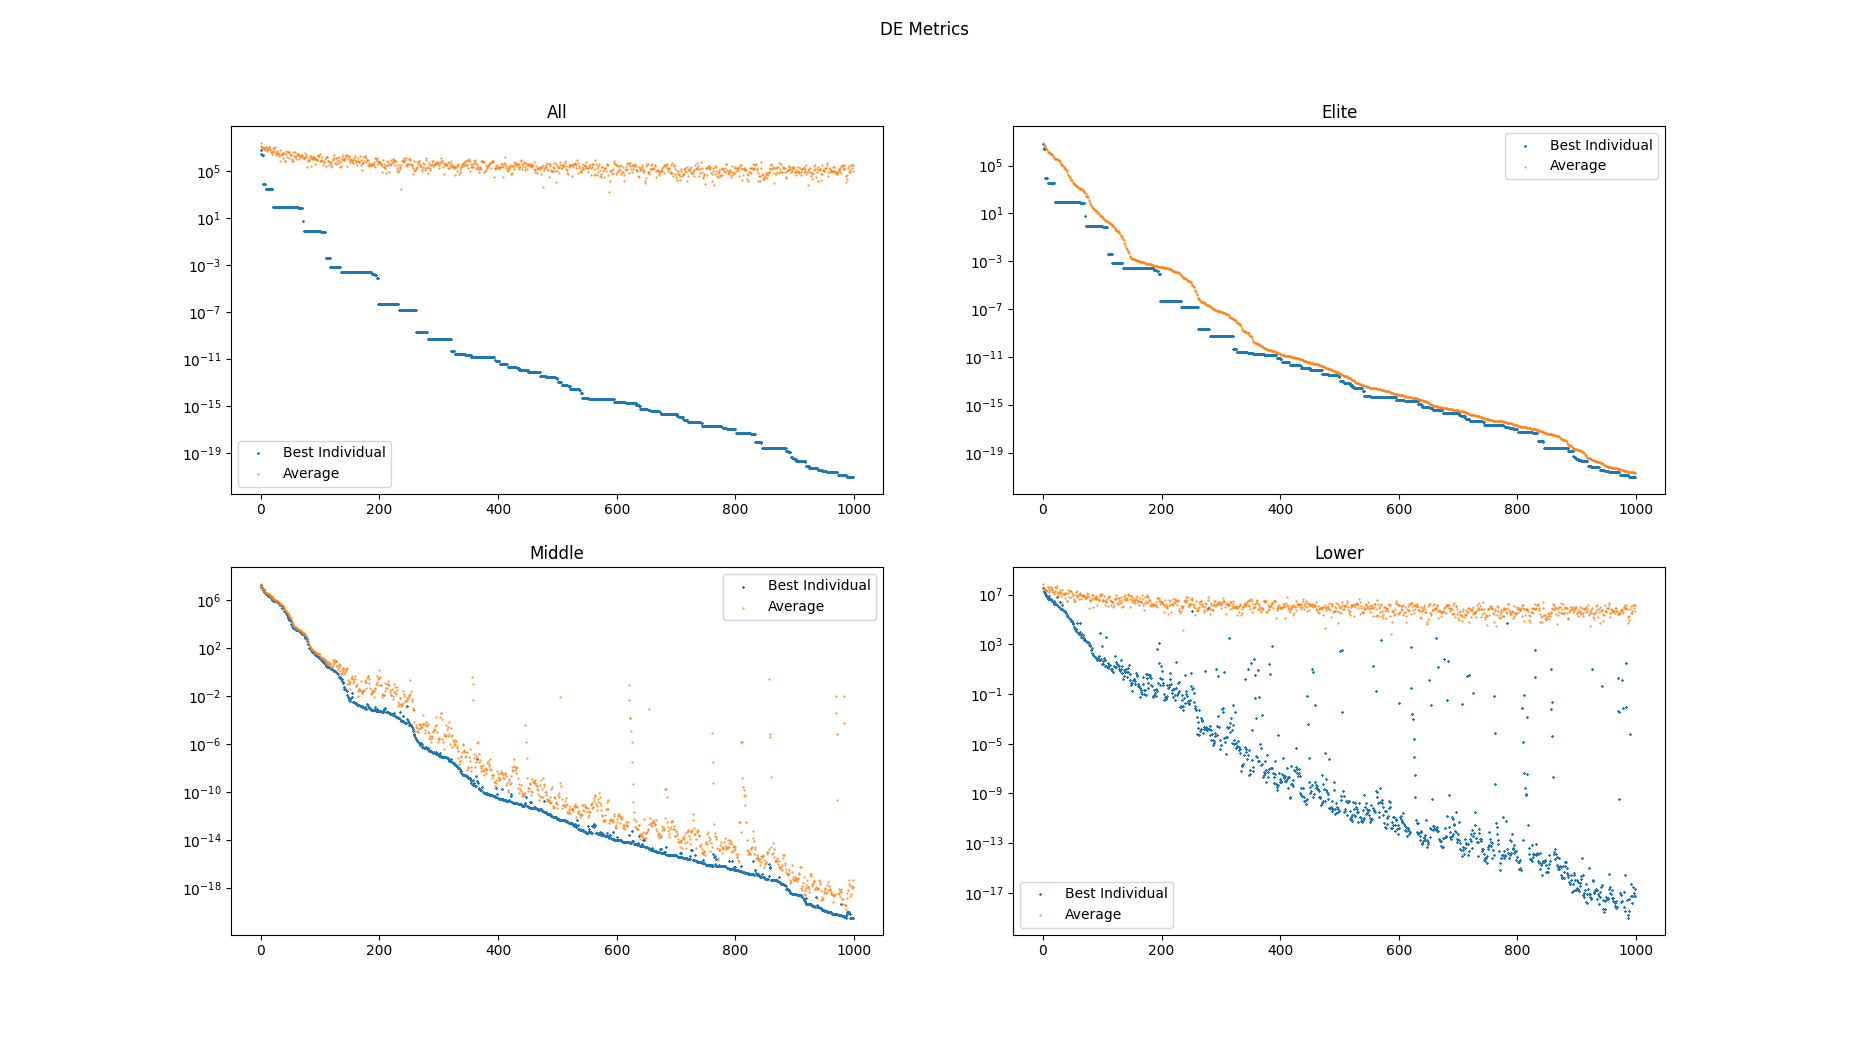 DE Metrics
All
10^5
10^1
10^-3
10^-7
10^-11
10^-15
10^-19
Best Individual
Average
0 200 400 600 800 1000
Elite
10^5
10^1
10^-3
10^-7
10^-11
10^-15
10^-19
Best Individual
Average
0 200 400 600 800 1000
Middle
10^6
10^2
10^-2
10^-6
10^-10
10^-14
10^-18
Best Individual
Average
0 200 400 600 800 1000
Lower
10^7
10^3
10^-1
10^-5
10^-9
10^-13
10^-17
Best Individual
Average
0 200 400 600 800 1000